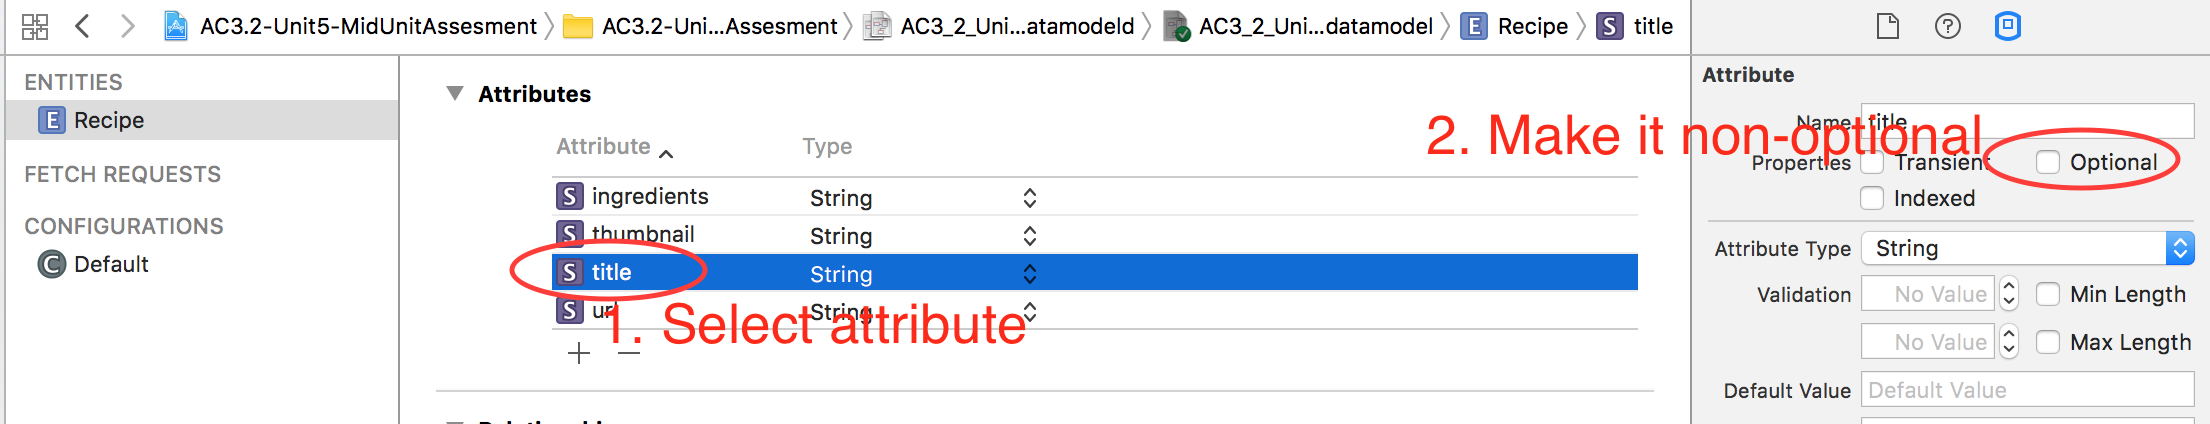 AC3.2-Unit5-MidUnitAssesment
AC3.2-Uni...Assesment
AC3_2_Uni...atamodeld
AC3_2_Uni...datamodel
E Recipe
S title
ENTITIES
E Recipe
FETCH REQUESTS
CONFIGURATIONS
C Default
Attributes
Attribute Type
S ingredients String
S thumbnail String
S title String
S url String
1. Select attribute
2. Make it non-optional
Attribute
Name title
Properties Transient Optional
Indexed
Attribute Type String
Validation No Value Min Length
No Value Max Length
Default Value Default Value